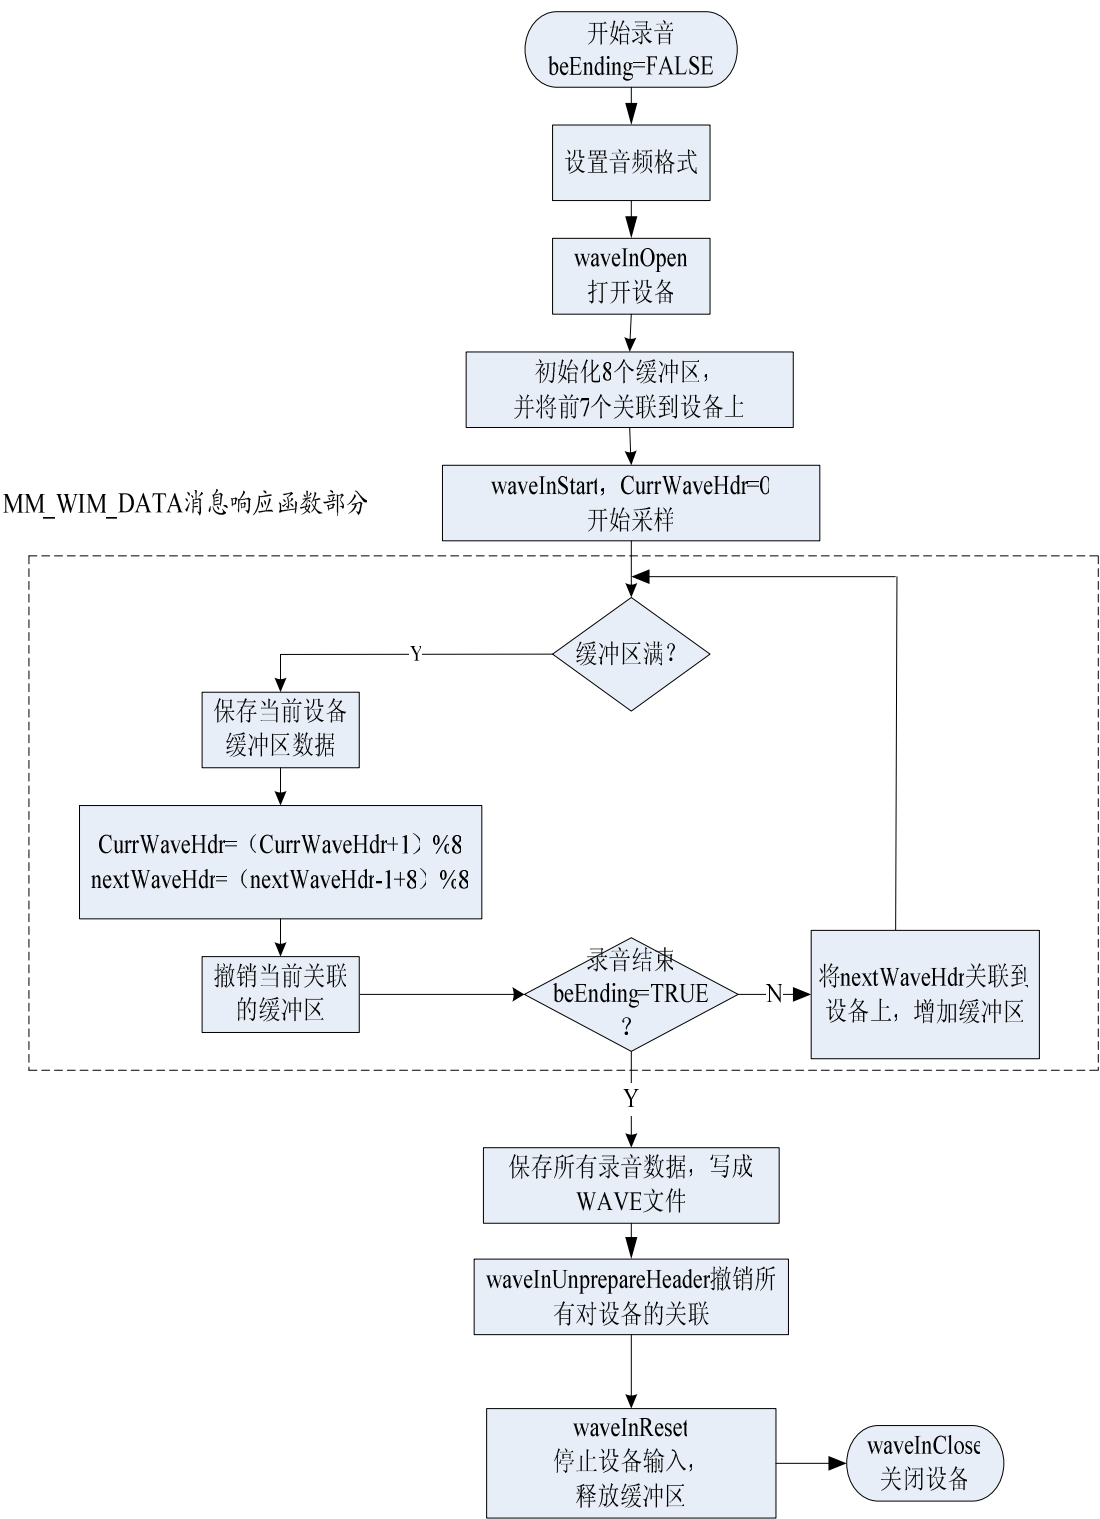 开始录音
beEnding=FALSE
设置音频格式
waveInOpen
打开设备
初始化8个缓冲区，
并将前7个关联到设备上
waveInStart，CurrWaveHdr=0
开始采样
MM_WIM_DATA消息响应函数部分
缓冲区满？
Y
保存当前设备
缓冲区数据
CurrWaveHdr=（CurrWaveHdr+1）%8
nextWaveHdr=（nextWaveHdr-1+8）%8
撤销当前关联
的缓冲区
录音结束
beEnding=TRUE
？
N
将nextWaveHdr关联到
设备上，增加缓冲区
Y
保存所有录音数据，写成
WAVE文件
waveInUnprepareHeader撤销所
有对设备的关联
waveInReset
停止设备输入，
释放缓冲区
waveInClose
关闭设备